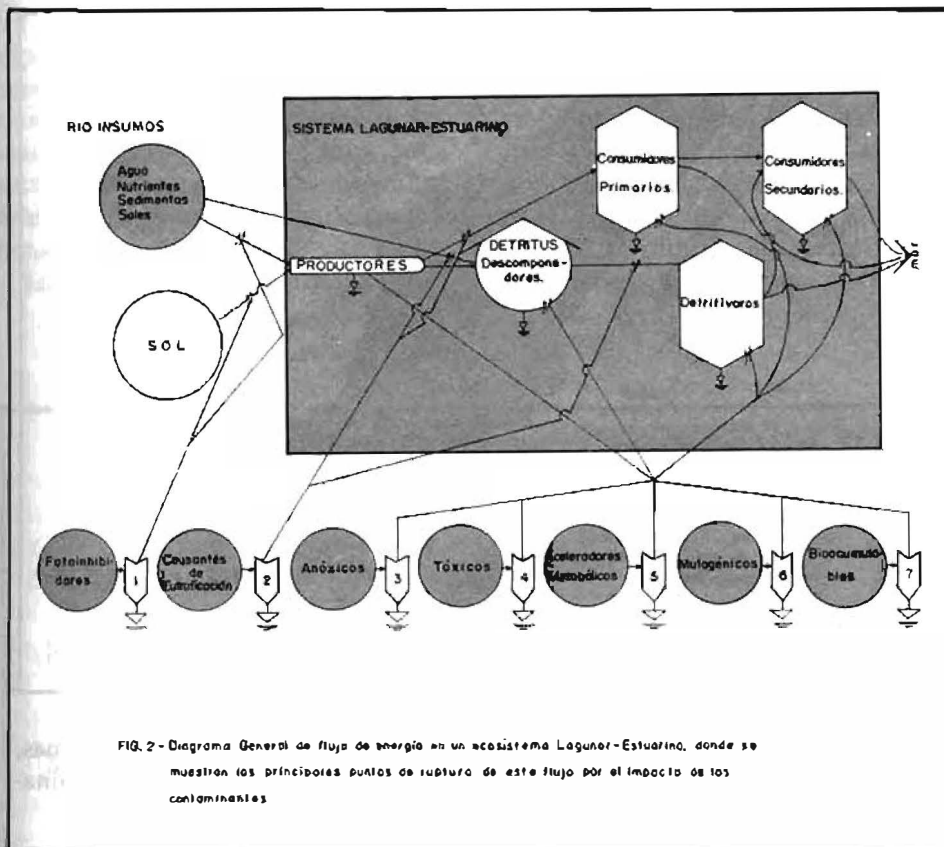 RIO INSUMOS
SISTEMA LAGUNAR-ESTUARINO
Agua
Nutrientes
Sedimentos
Sales
Consumidores
Primarios
Consumidores
Secundarios.
PRODUCTORES
DETRITUS
Descompone-
dores.
Detritívoros
SOL
Fotoinhibi-
dores
1
Causantes
de
Eutroficación
2
Anóxicos
3
Tóxicos
4
Aceleradores
Metabólicos
5
Mutogénicos
6
Bioacumula-
bles
7
FIG. 2 - Diagrama General de flujo de energía en un ecosistema Lagunar-Estuarino, donde se
muestran los principales puntos de ruptura de este flujo por el impacto de los
contaminantes